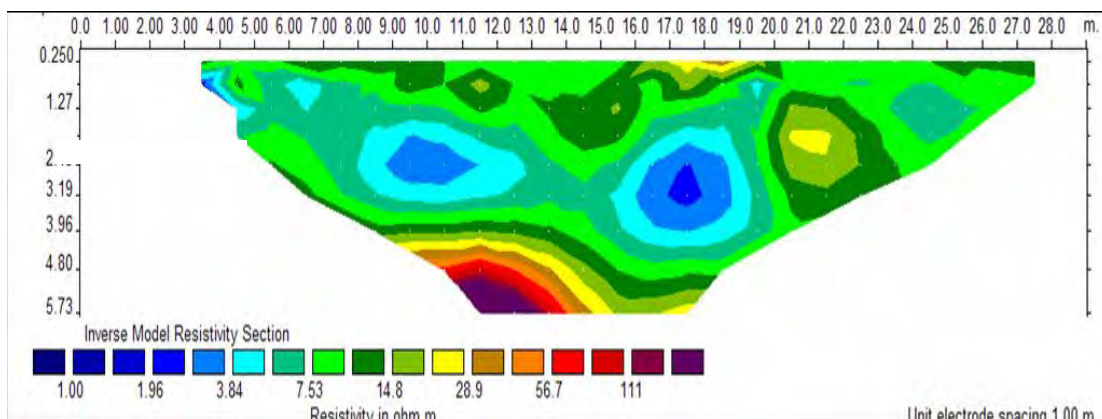 0.0 1.00 2.00 3.00 4.00 5.00 6.00 7.00 8.00 9.00 10.0 11.0 12.0 13.0 14.0 15.0 16.0 17.0 18.0 19.0 20.0 21.0 22.0 23.0 24.0 25.0 26.0 27.0 28.0 m.
0.250
1.27
3.19
3.96
4.80
5.73
Inverse Model Resistivity Section
1.00 1.96 3.84 7.53 14.8 28.9 56.7 111
Resistivity in ohm.m Unit electrode spacing 1.00 m